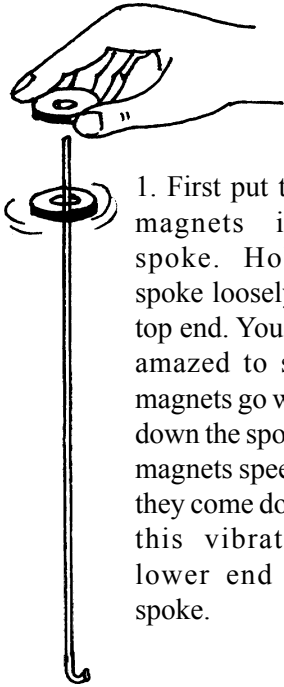 1. First put t
magnets i
spoke. Ho
spoke loosely
top end. You
amazed to s
magnets go w
down the spo
magnets spee
they come do
this vibrat
lower end
spoke.